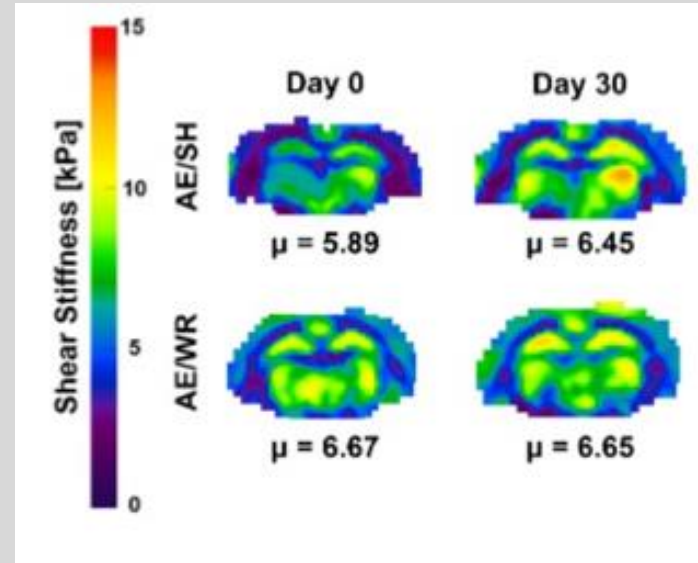 15
10
5
0
Shear Stiffness [kPa]
Day 0
Day 30
AE/SH
μ = 5.89
μ = 6.45
AE/WR
μ = 6.67
μ = 6.65